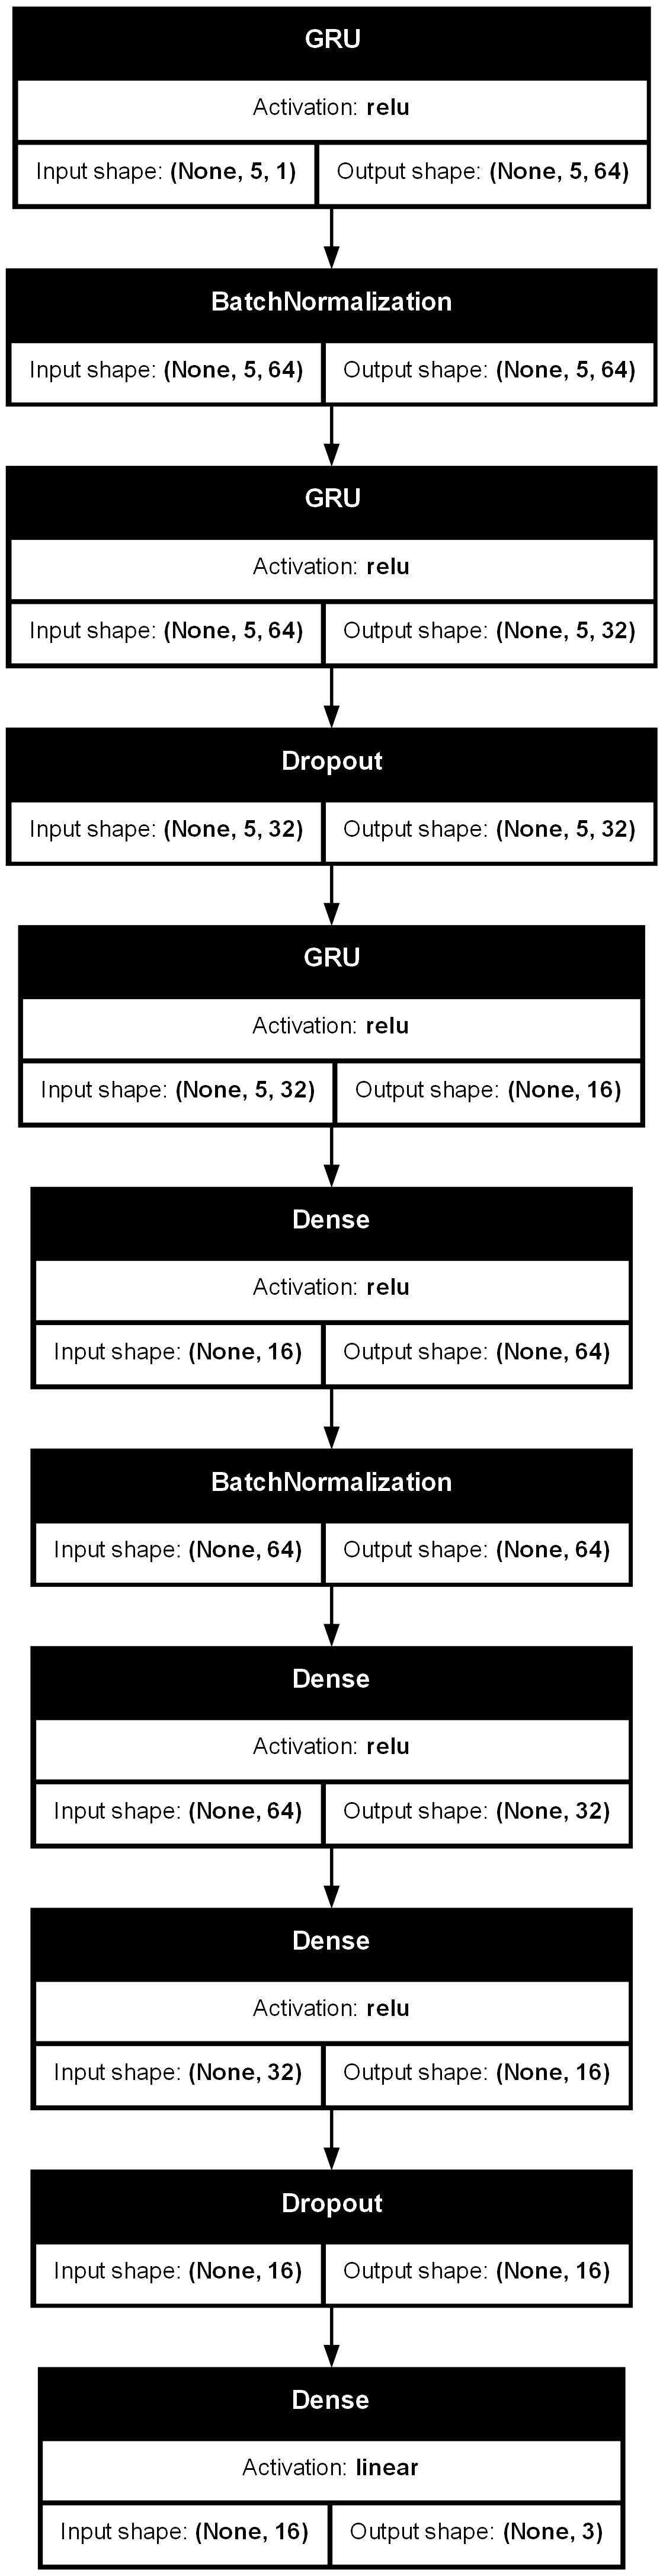 GRU
Activation: relu
Input shape: (None, 5, 1) Output shape: (None, 5, 64)
BatchNormalization
Input shape: (None, 5, 64) Output shape: (None, 5, 64)
GRU
Activation: relu
Input shape: (None, 5, 64) Output shape: (None, 5, 32)
Dropout
Input shape: (None, 5, 32) Output shape: (None, 5, 32)
GRU
Activation: relu
Input shape: (None, 5, 32) Output shape: (None, 16)
Dense
Activation: relu
Input shape: (None, 16) Output shape: (None, 64)
BatchNormalization
Input shape: (None, 64) Output shape: (None, 64)
Dense
Activation: relu
Input shape: (None, 64) Output shape: (None, 32)
Dense
Activation: relu
Input shape: (None, 32) Output shape: (None, 16)
Dropout
Input shape: (None, 16) Output shape: (None, 16)
Dense
Activation: linear
Input shape: (None, 16) Output shape: (None, 3)